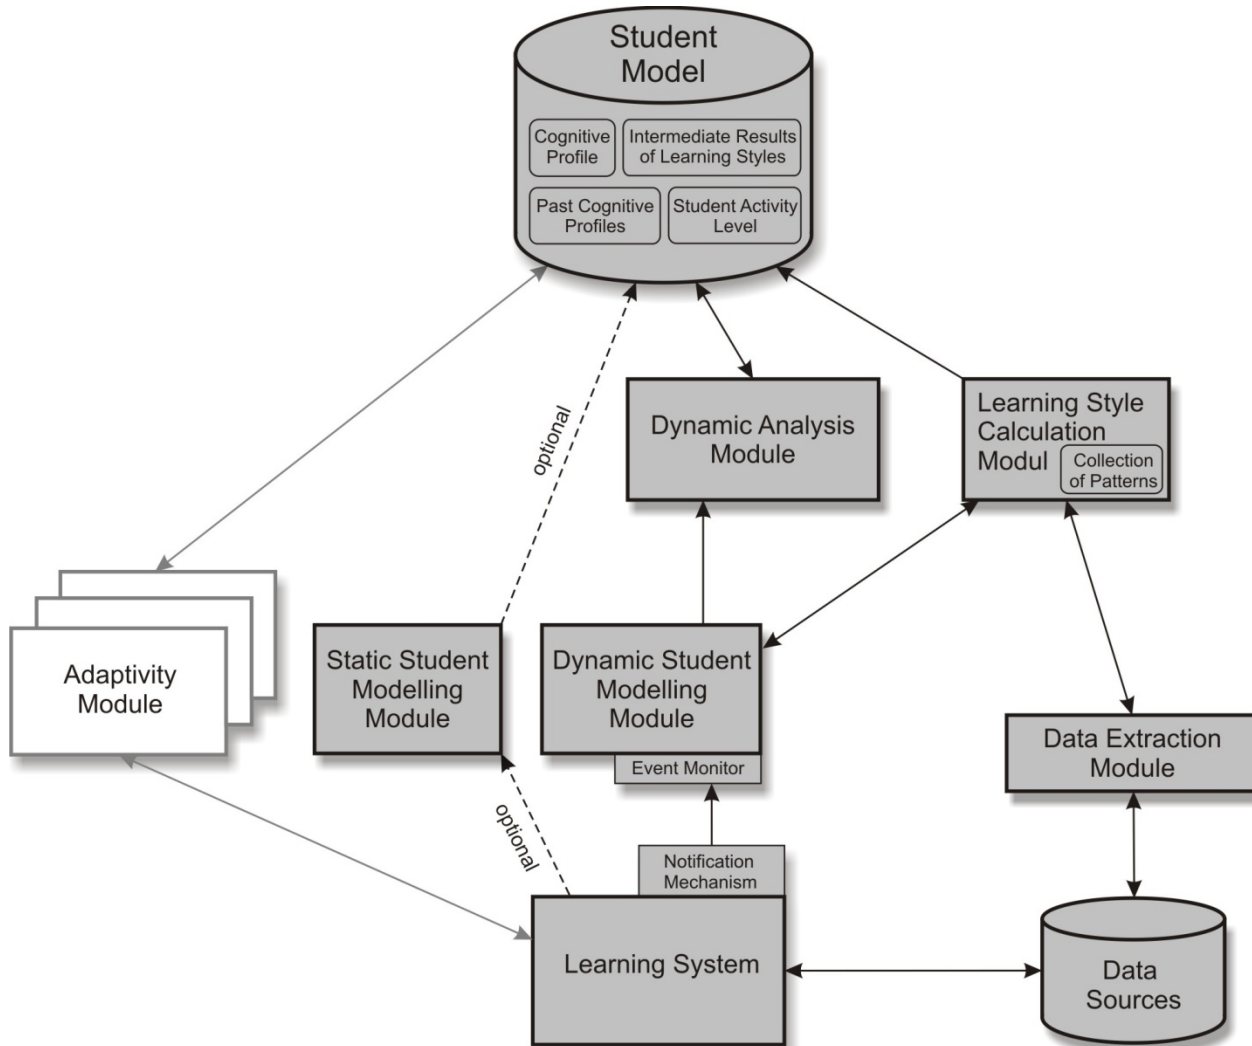 Student
Model
Cognitive
Profile
Intermediate Results
of Learning Styles
Past Cognitive
Profiles
Student Activity
Level
optional
Dynamic Analysis
Module
Learning Style
Calculation
Modul
Collection
of Patterns
Adaptivity
Module
Static Student
Modelling
Module
Dynamic Student
Modelling
Module
Event Monitor
Data Extraction
Module
optional
Notification
Mechanism
Learning System
Data
Sources